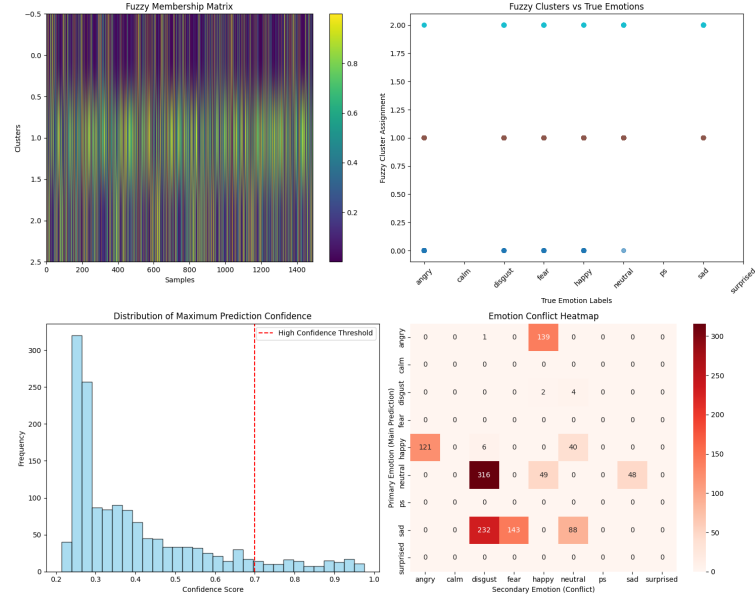 Fuzzy Membership Matrix
−0.5
0.0
0.5
1.0
1.5
2.0
2.5
Clusters
0 200 400 600 800 1000 1200 1400
Samples
0.8
0.6
0.4
0.2
Fuzzy Clusters vs True Emotions
2.00
1.75
1.50
1.25
1.00
0.75
0.50
0.25
0.00
Fuzzy Cluster Assignment
angry calm disgust fear happy neutral ps sad surprised
True Emotion Labels
Distribution of Maximum Prediction Confidence
High Confidence Threshold
300
250
200
150
100
50
0
Frequency
0.2 0.3 0.4 0.5 0.6 0.7 0.8 0.9 1.0
Confidence Score
Emotion Conflict Heatmap
Primary Emotion (Main Prediction)
angry 0 0 1 0 139 0 0 0 0
calm 0 0 0 0 0 0 0 0 0
disgust 0 0 0 0 2 4 0 0 0
fear 0 0 0 0 0 0 0 0 0
happy 121 0 6 0 0 40 0 0 0
neutral 0 0 316 0 49 0 0 48 0
ps 0 0 0 0 0 0 0 0 0
sad 0 0 232 143 0 88 0 0 0
surprised 0 0 0 0 0 0 0 0 0
angry calm disgust fear happy neutral ps sad surprised
Secondary Emotion (Conflict)
300
250
200
150
100
50
0